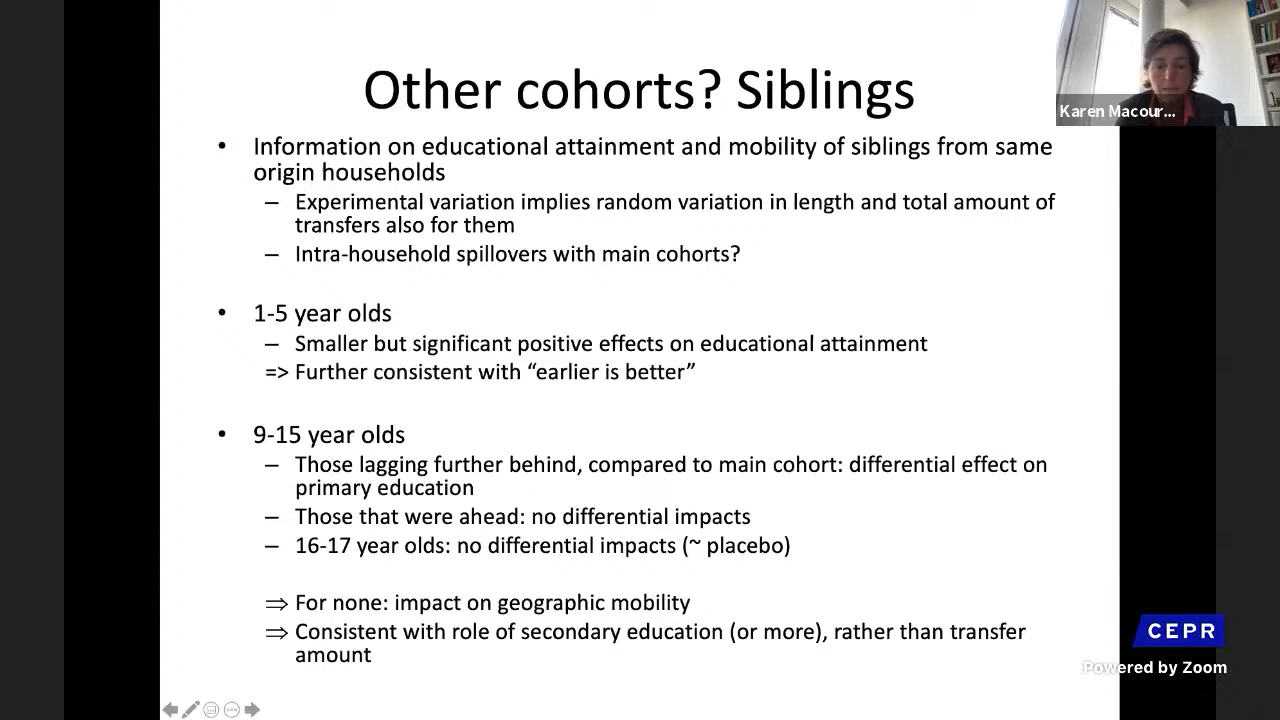 Other cohorts? Siblings
Karen Macour...
• Information on educational attainment and mobility of siblings from same
origin households
– Experimental variation implies random variation in length and total amount of
transfers also for them
– Intra-household spillovers with main cohorts?
• 1-5 year olds
– Smaller but significant positive effects on educational attainment
=> Further consistent with “earlier is better”
• 9-15 year olds
– Those lagging further behind, compared to main cohort: differential effect on
primary education
– Those that were ahead: no differential impacts
– 16-17 year olds: no differential impacts (~ placebo)
⇒ For none: impact on geographic mobility
⇒ Consistent with role of secondary education (or more), rather than transfer
amount
CEPR
Powered by Zoom